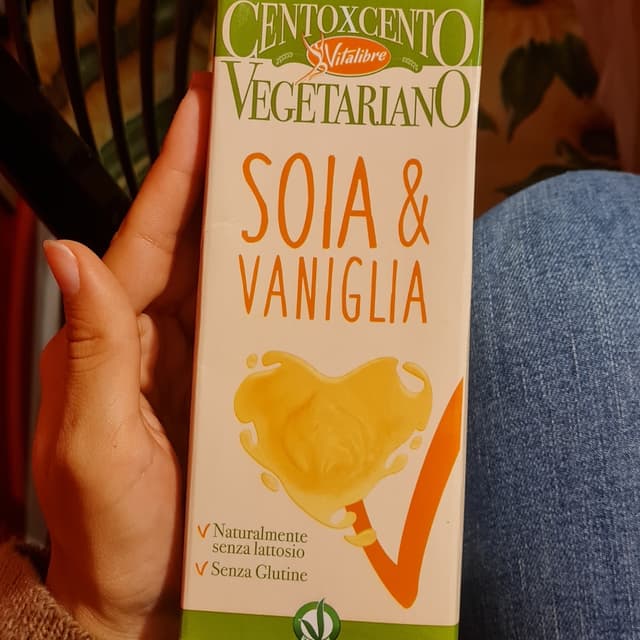 CENTOXCENTO
Vitalibre
VEGETARIANO
SOIA &
VANIGLIA
Naturalmente
senza lattosio
Senza Glutine